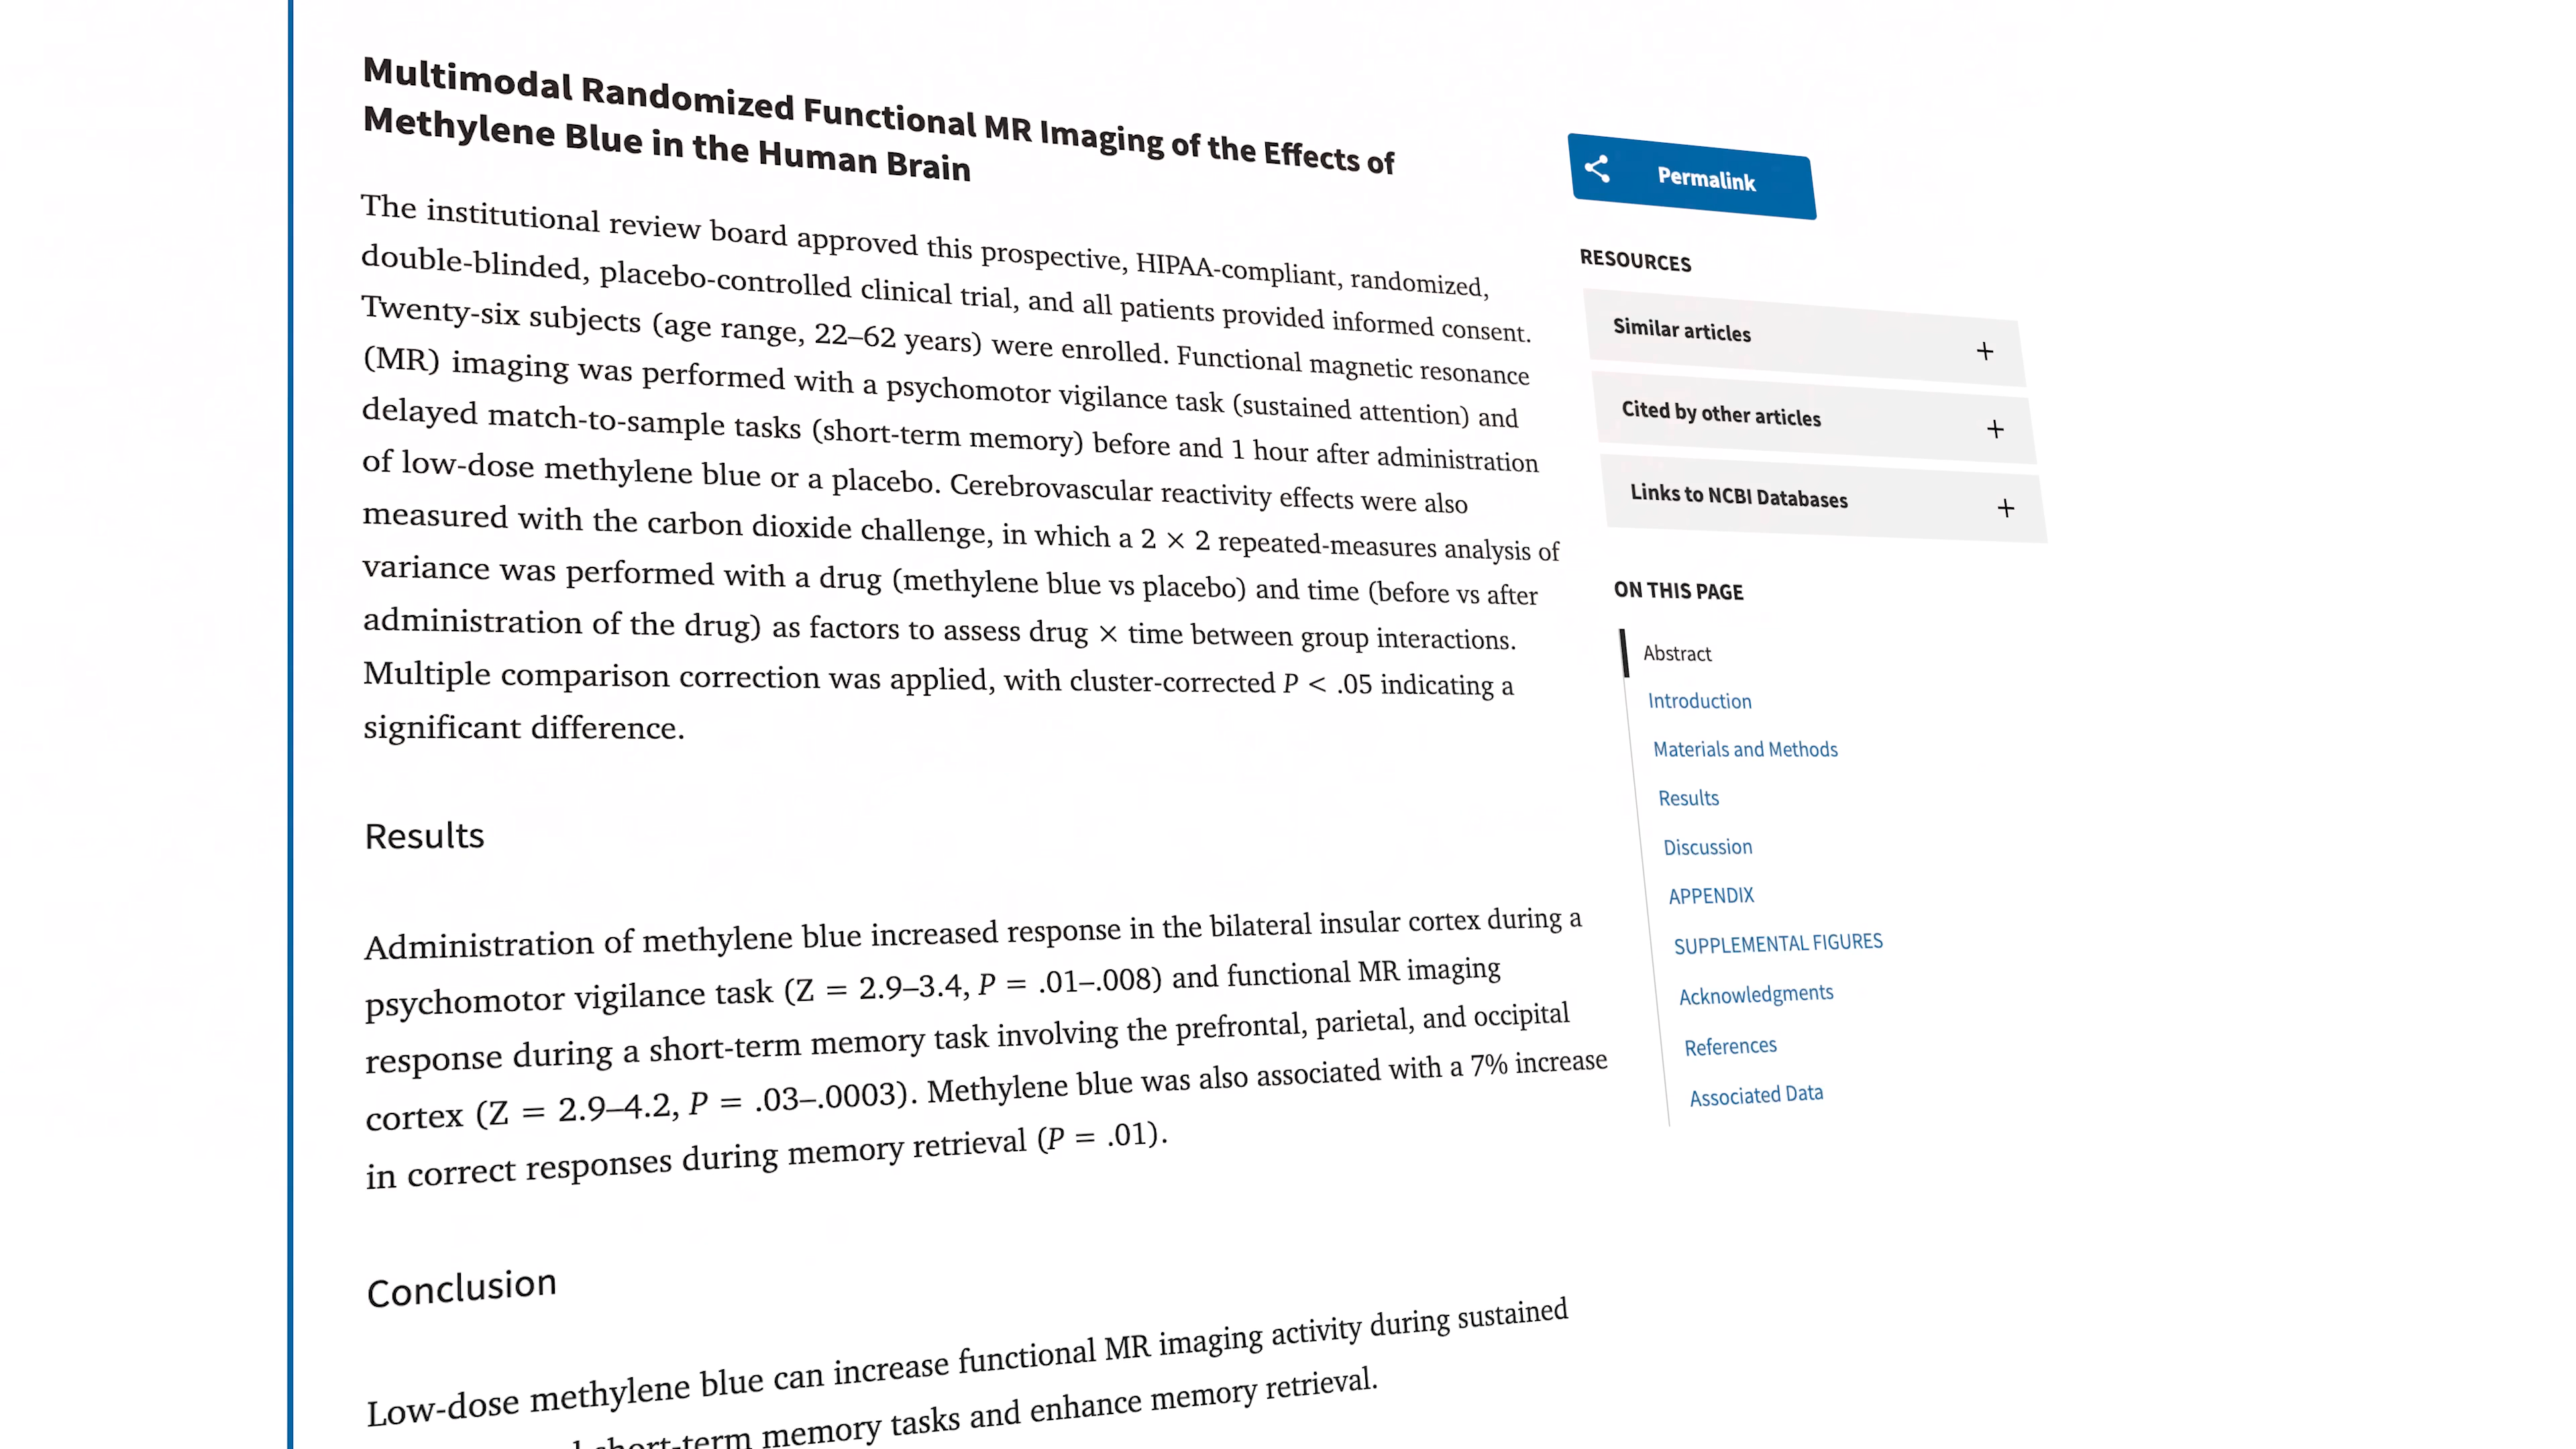 Multimodal Randomized Functional MR Imaging of the Effects of
Methylene Blue in the Human Brain
The institutional review board approved this prospective, HIPAA-compliant, randomized,
double-blinded, placebo-controlled clinical trial, and all patients provided informed consent.
Twenty-six subjects (age range, 22–62 years) were enrolled. Functional magnetic resonance
(MR) imaging was performed with a psychomotor vigilance task (sustained attention) and
delayed match-to-sample tasks (short-term memory) before and 1 hour after administration
of low-dose methylene blue or a placebo. Cerebrovascular reactivity effects were also
measured with the carbon dioxide challenge, in which a 2 × 2 repeated-measures analysis of
variance was performed with a drug (methylene blue vs placebo) and time (before vs after
administration of the drug) as factors to assess drug × time between group interactions.
Multiple comparison correction was applied, with cluster-corrected P < .05 indicating a
significant difference.
Results
Administration of methylene blue increased response in the bilateral insular cortex during a
psychomotor vigilance task (Z = 2.9–3.4, P = .01–.008) and functional MR imaging
response during a short-term memory task involving the prefrontal, parietal, and occipital
cortex (Z = 2.9–4.2, P = .03–.0003). Methylene blue was also associated with a 7% increase
in correct responses during memory retrieval (P = .01).
Conclusion
Low-dose methylene blue can increase functional MR imaging activity during sustained
short-term memory tasks and enhance memory retrieval.
Permalink
RESOURCES
Similar articles
Cited by other articles
Links to NCBI Databases
ON THIS PAGE
Abstract
Introduction
Materials and Methods
Results
Discussion
APPENDIX
SUPPLEMENTAL FIGURES
Acknowledgments
References
Associated Data